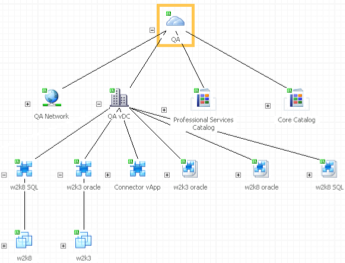 QA
QA Network
QA vDC
Professional Services
Catalog
Core Catalog
w2k8 SQL
w2k3 oracle
Connector vApp
w2k3 oracle
w2k8 oracle
w2k8 SQL
w2k8
w2k3